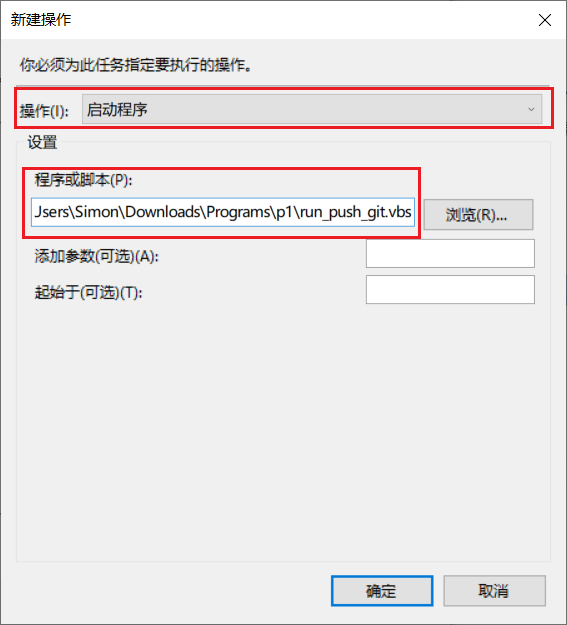 新建操作
你必须为此任务指定要执行的操作。
操作(I): 启动程序
设置
程序或脚本(P):
Jsers\Simon\Downloads\Programs\p1\run_push_git.vbs 浏览(R)...
添加参数(可选)(A):
起始于(可选)(T):
确定 取消